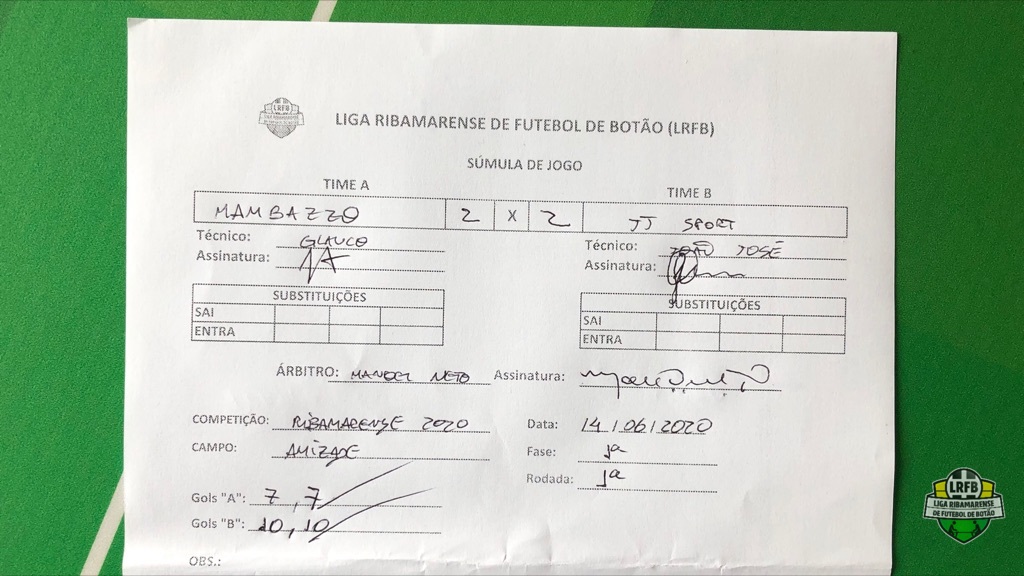 LRFB
LIGA RIBAMARENSE DE FUTEBOL DE BOTÃO (LRFB)
SÚMULA DE JOGO
TIME A TIME B
MAMBAZZO 2 X 2 JJ SPORT
Técnico: GLAUCO Técnico: JOÃO JOSÉ
Assinatura: Assinatura:
SUBSTITUIÇÕES SUBSTITUIÇÕES
SAI SAI
ENTRA ENTRA
ÁRBITRO: MANOEL NETO Assinatura:
COMPETIÇÃO: RIBAMARENSE 2020 Data: 14/06/2020
CAMPO: AMIZADE Fase: 1ª
Rodada: 1ª
Gols "A": 7, 7
Gols "B": 10, 10
OBS.:
LRFB
LIGA RIBAMARENSE
DE FUTEBOL DE BOTÃO